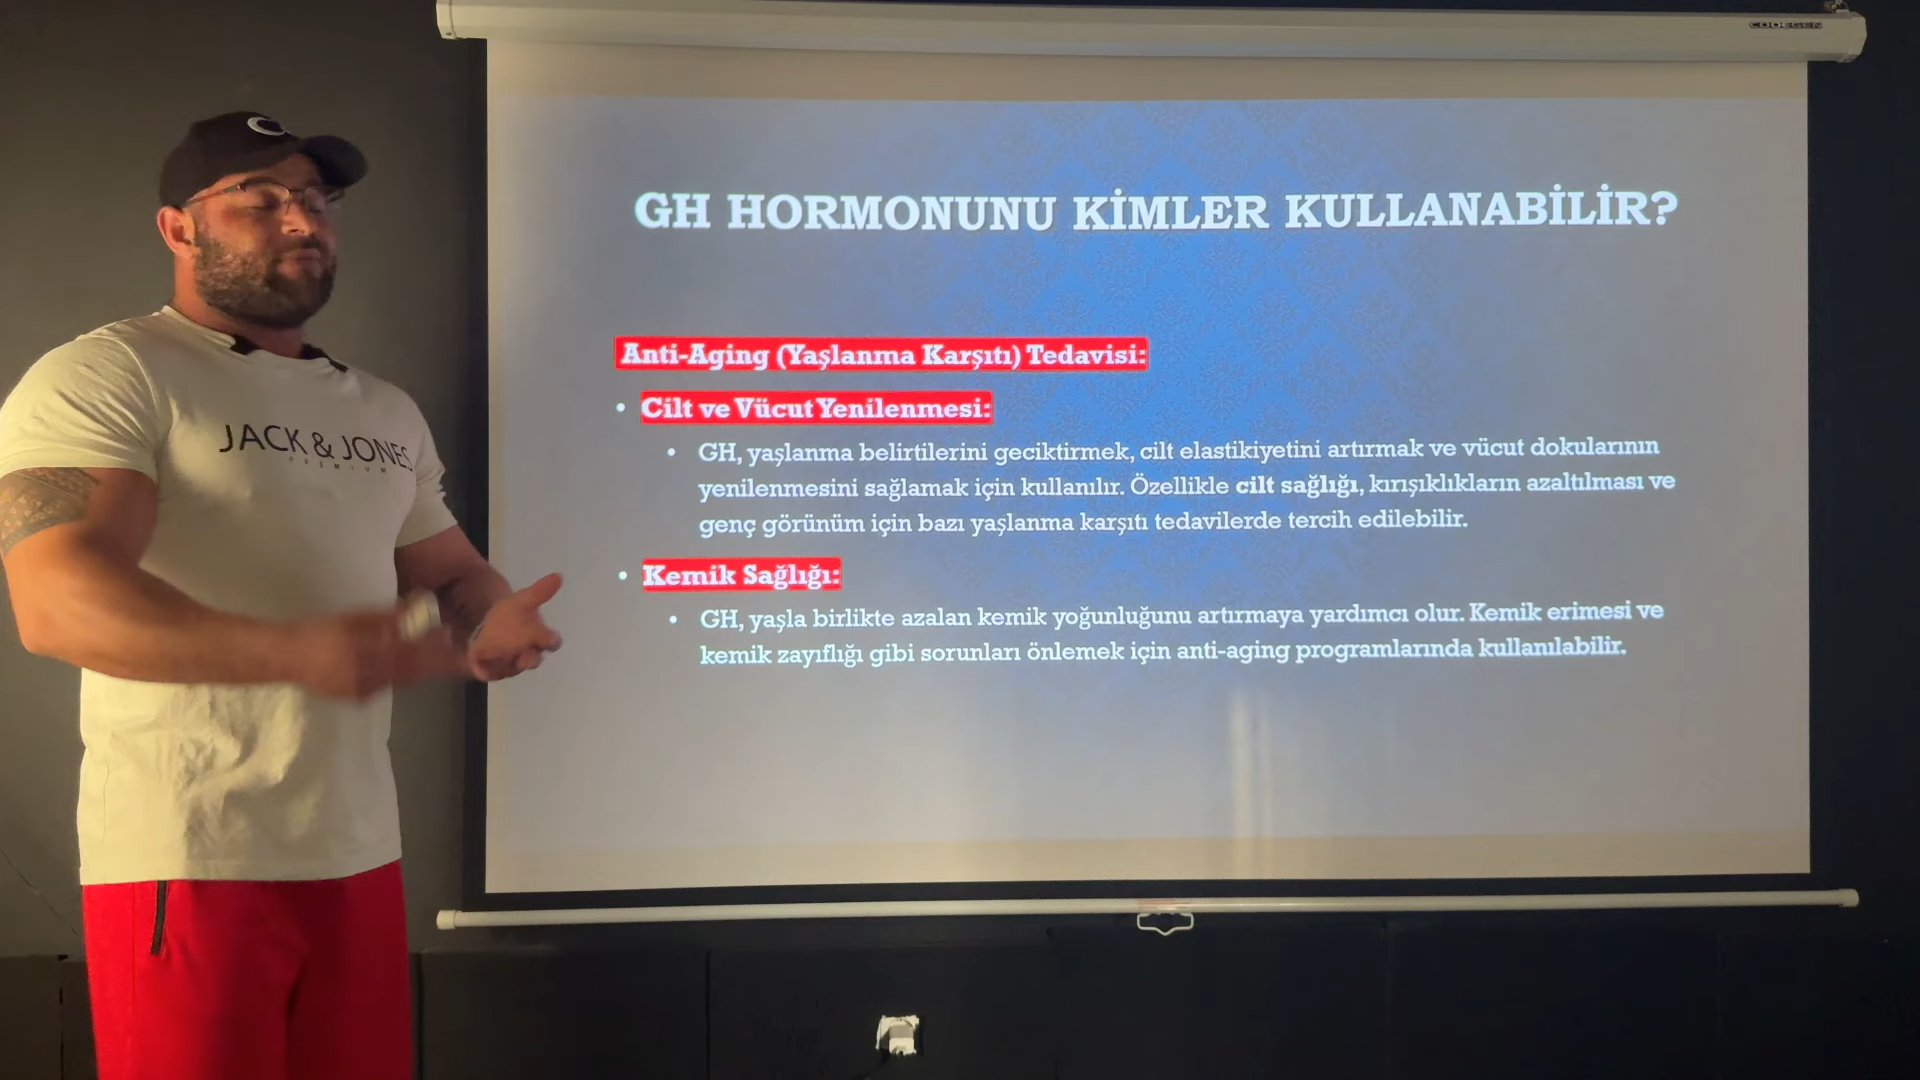 CODEGEN
GH HORMONUNU KİMLER KULLANABİLİR?
Anti-Aging (Yaşlanma Karşıtı) Tedavisi:
• Cilt ve Vücut Yenilenmesi:
• GH, yaşlanma belirtilerini geciktirmek, cilt elastikiyetini artırmak ve vücut dokularının
yenilenmesini sağlamak için kullanılır. Özellikle cilt sağlığı, kırışıklıkların azaltılması ve
genç görünüm için bazı yaşlanma karşıtı tedavilerde tercih edilebilir.
• Kemik Sağlığı:
• GH, yaşla birlikte azalan kemik yoğunluğunu artırmaya yardımcı olur. Kemik erimesi ve
kemik zayıflığı gibi sorunları önlemek için anti-aging programlarında kullanılabilir.
JACK & JONES
PREMIUM